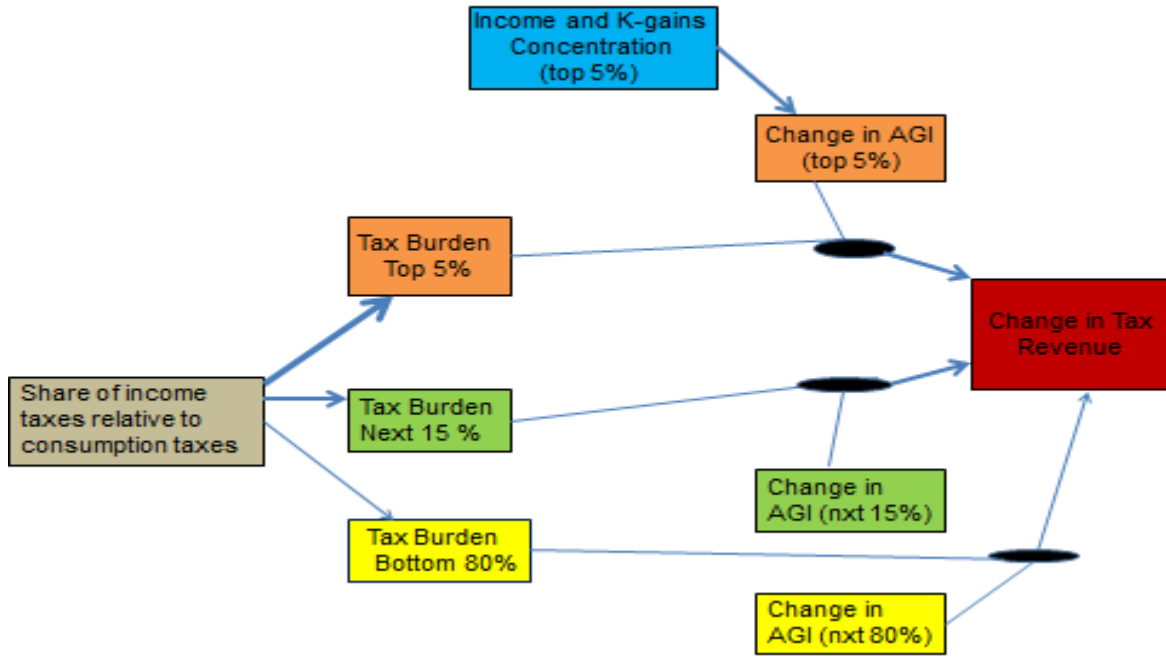 Income and K-gains
Concentration
(top 5%)
Change in AGI
(top 5%)
Tax Burden
Top 5%
Change in Tax
Revenue
Share of income
taxes relative to
consumption taxes
Tax Burden
Next 15 %
Change in
AGI (nxt 15%)
Tax Burden
Bottom 80%
Change in
AGI (nxt 80%)